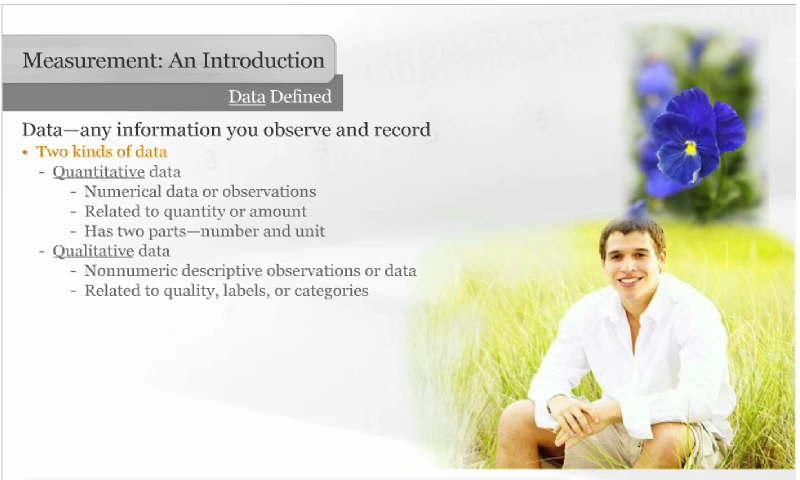 Measurement: An Introduction
Data Defined
Data—any information you observe and record
• Two kinds of data
- Quantitative data
- Numerical data or observations
- Related to quantity or amount
- Has two parts—number and unit
- Qualitative data
- Nonnumeric descriptive observations or data
- Related to quality, labels, or categories